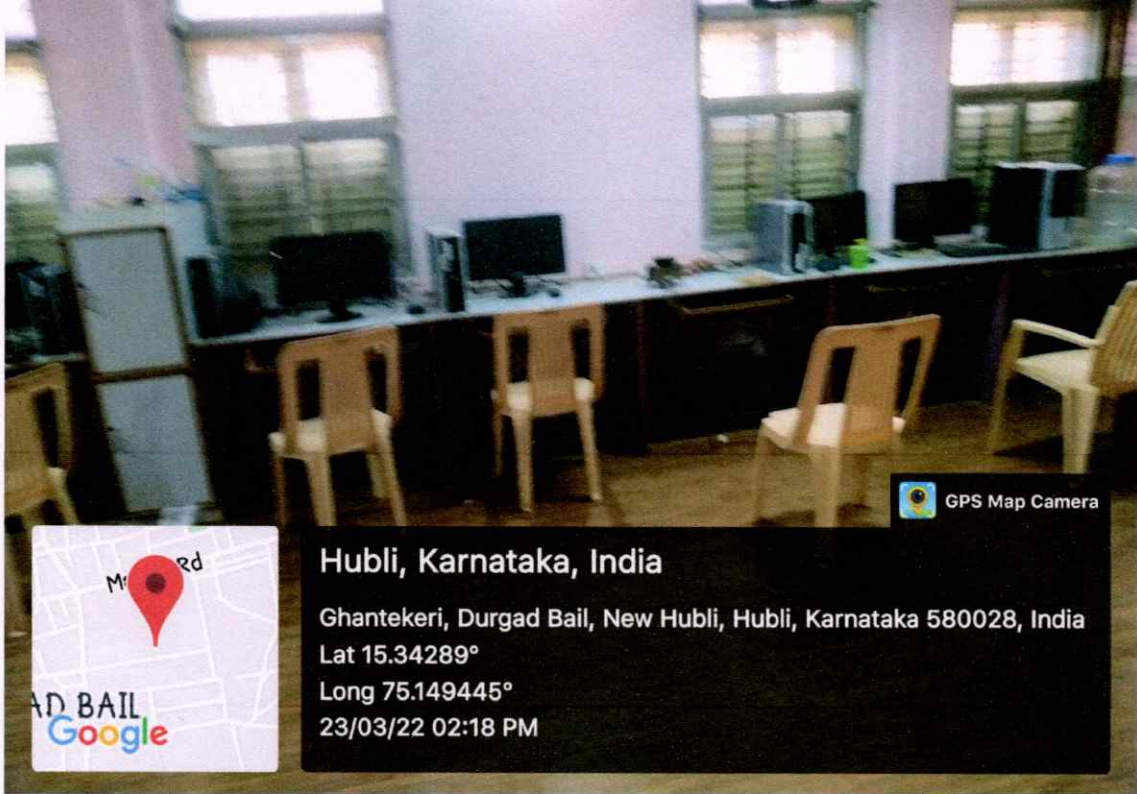 GPS Map Camera
Hubli, Karnataka, India
Ghantekeri, Durgad Bail, New Hubli, Hubli, Karnataka 580028, India
Lat 15.34289°
Long 75.149445°
23/03/22 02:18 PM
Rd
AD BAIL
Google